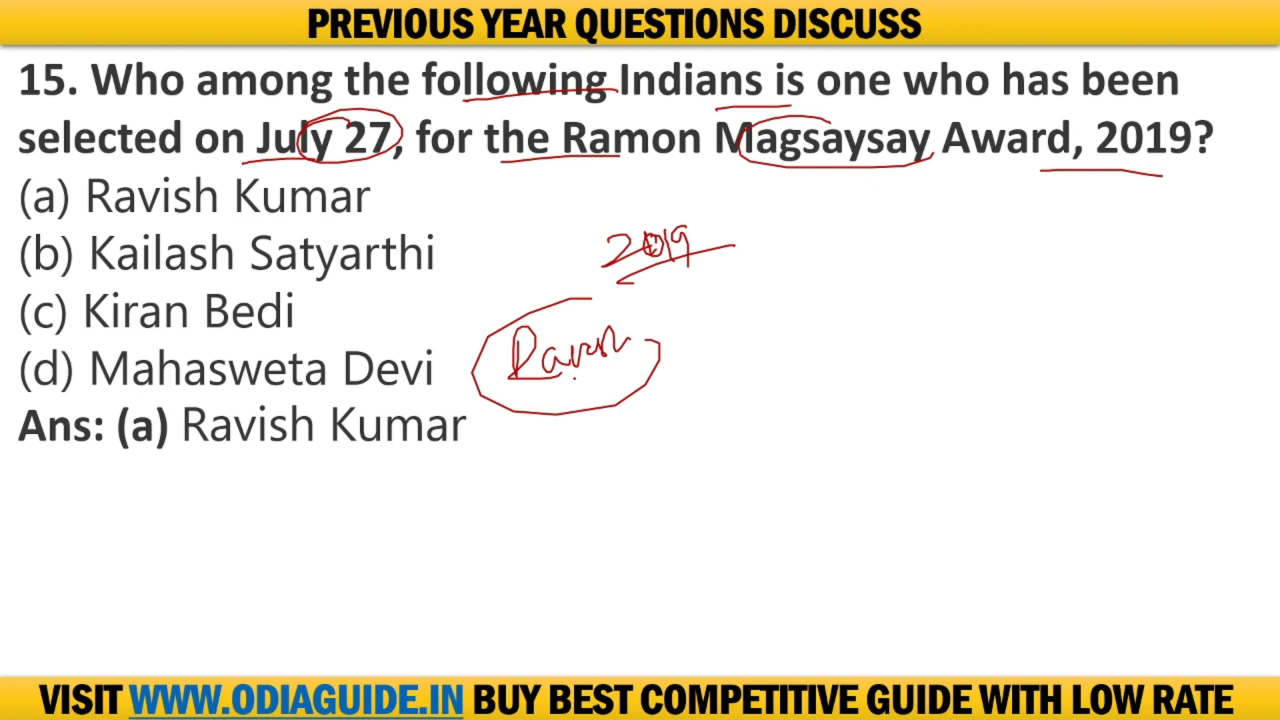 PREVIOUS YEAR QUESTIONS DISCUSS
15. Who among the following Indians is one who has been
selected on July 27, for the Ramon Magsaysay Award, 2019?
(a) Ravish Kumar
(b) Kailash Satyarthi
2019
(c) Kiran Bedi
Ravish
(d) Mahasweta Devi
Ans: (a) Ravish Kumar
VISIT WWW.ODIAGUIDE.IN BUY BEST COMPETITIVE GUIDE WITH LOW RATE